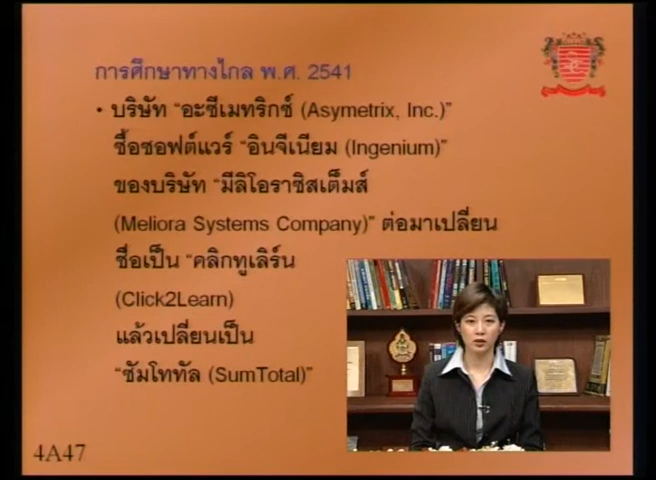 การศึกษาทางไกล พ.ศ. 2541
• บริษัท “อะซีเมทริกซ์ (Asymetrix, Inc.)”
ซื้อซอฟต์แวร์ “อินจีเนียม (Ingenium)”
ของบริษัท “มีลิโอราซิสเต็มส์
(Meliora Systems Company)” ต่อมาเปลี่ยน
ชื่อเป็น “คลิกทูเลิร์น
(Click2Learn)
แล้วเปลี่ยนเป็น
“ซัมโททัล (SumTotal)”
4A47